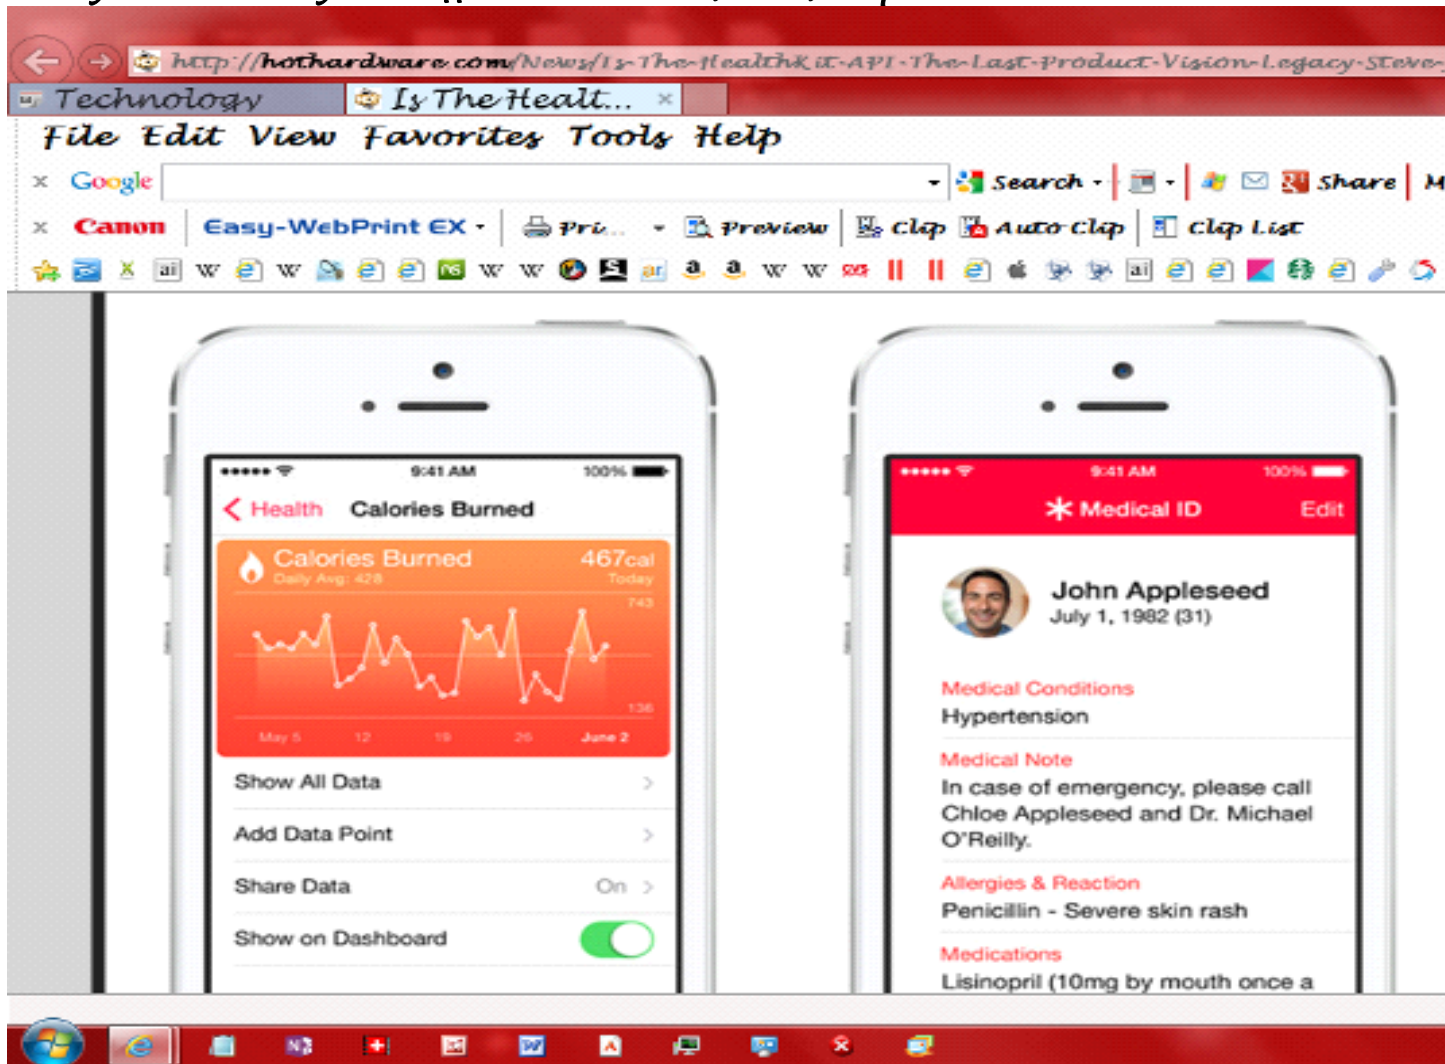 http://hothardware.com/News/Is-The-HealthKit-API-The-Last-Product-Vision-Legacy-Steve-
Technology Is The Healt... ×
File Edit View Favorites Tools Help
x Google Search Share M
x Canon Easy-WebPrint EX Pri... Preview Clip Auto Clip Clip List
9:41 AM 100%
Health Calories Burned
Calories Burned 467cal
Daily Avg: 428 Today
743
136
May 5 12 19 26 June 2
Show All Data
Add Data Point
Share Data On
Show on Dashboard
9:41 AM 100%
Medical ID Edit
John Appleseed
July 1, 1982 (31)
Medical Conditions
Hypertension
Medical Note
In case of emergency, please call
Chloe Appleseed and Dr. Michael
O'Reilly.
Allergies & Reaction
Penicillin - Severe skin rash
Medications
Lisinopril (10mg by mouth once a